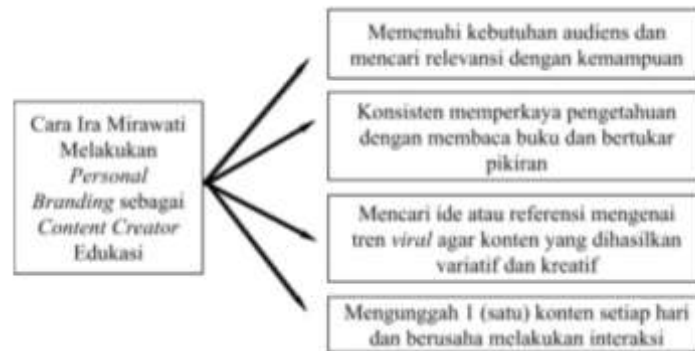 Cara Ira Mirawati
Melakukan
Personal
Branding sebagai
Content Creator
Edukasi
Memenuhi kebutuhan audiens dan
mencari relevansi dengan kemampuan
Konsisten memperkaya pengetahuan
dengan membaca buku dan bertukar
pikiran
Mencari ide atau referensi mengenai
tren viral agar konten yang dihasilkan
variatif dan kreatif
Mengunggah 1 (satu) konten setiap hari
dan berusaha melakukan interaksi